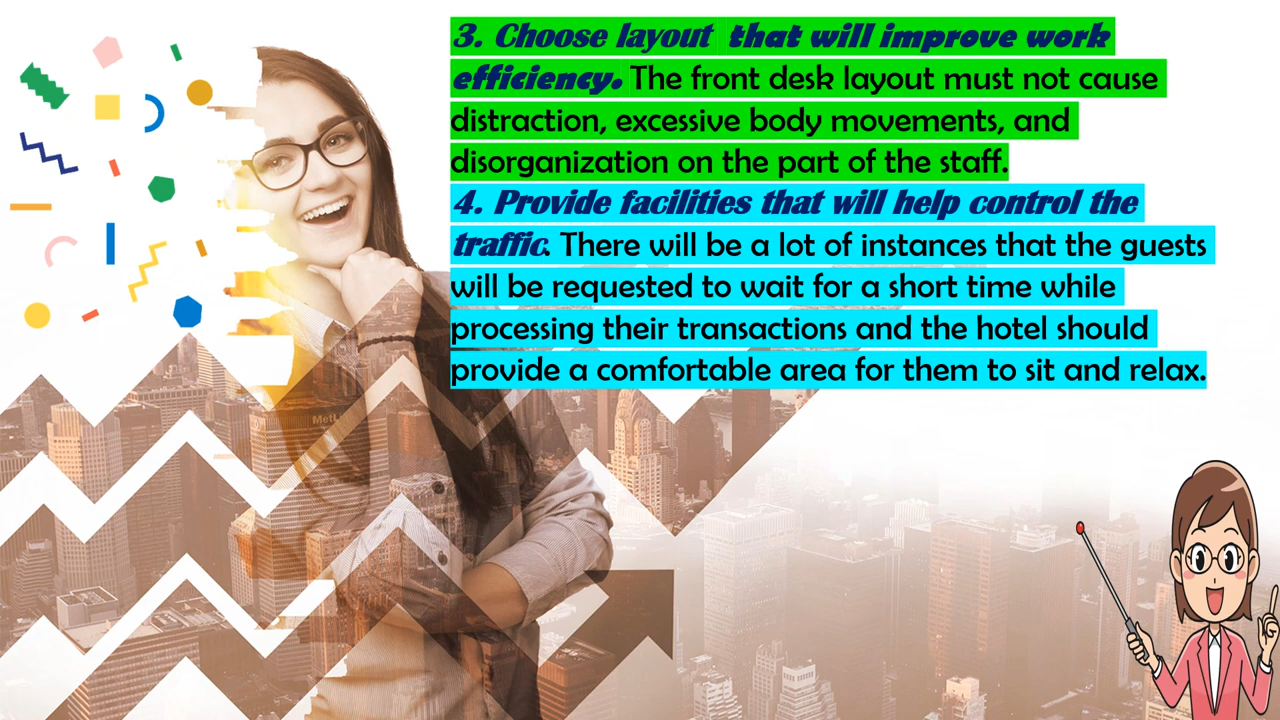 3. Choose layout that will improve work
efficiency. The front desk layout must not cause
distraction, excessive body movements, and
disorganization on the part of the staff.
4. Provide facilities that will help control the
traffic. There will be a lot of instances that the guests
will be requested to wait for a short time while
processing their transactions and the hotel should
provide a comfortable area for them to sit and relax.